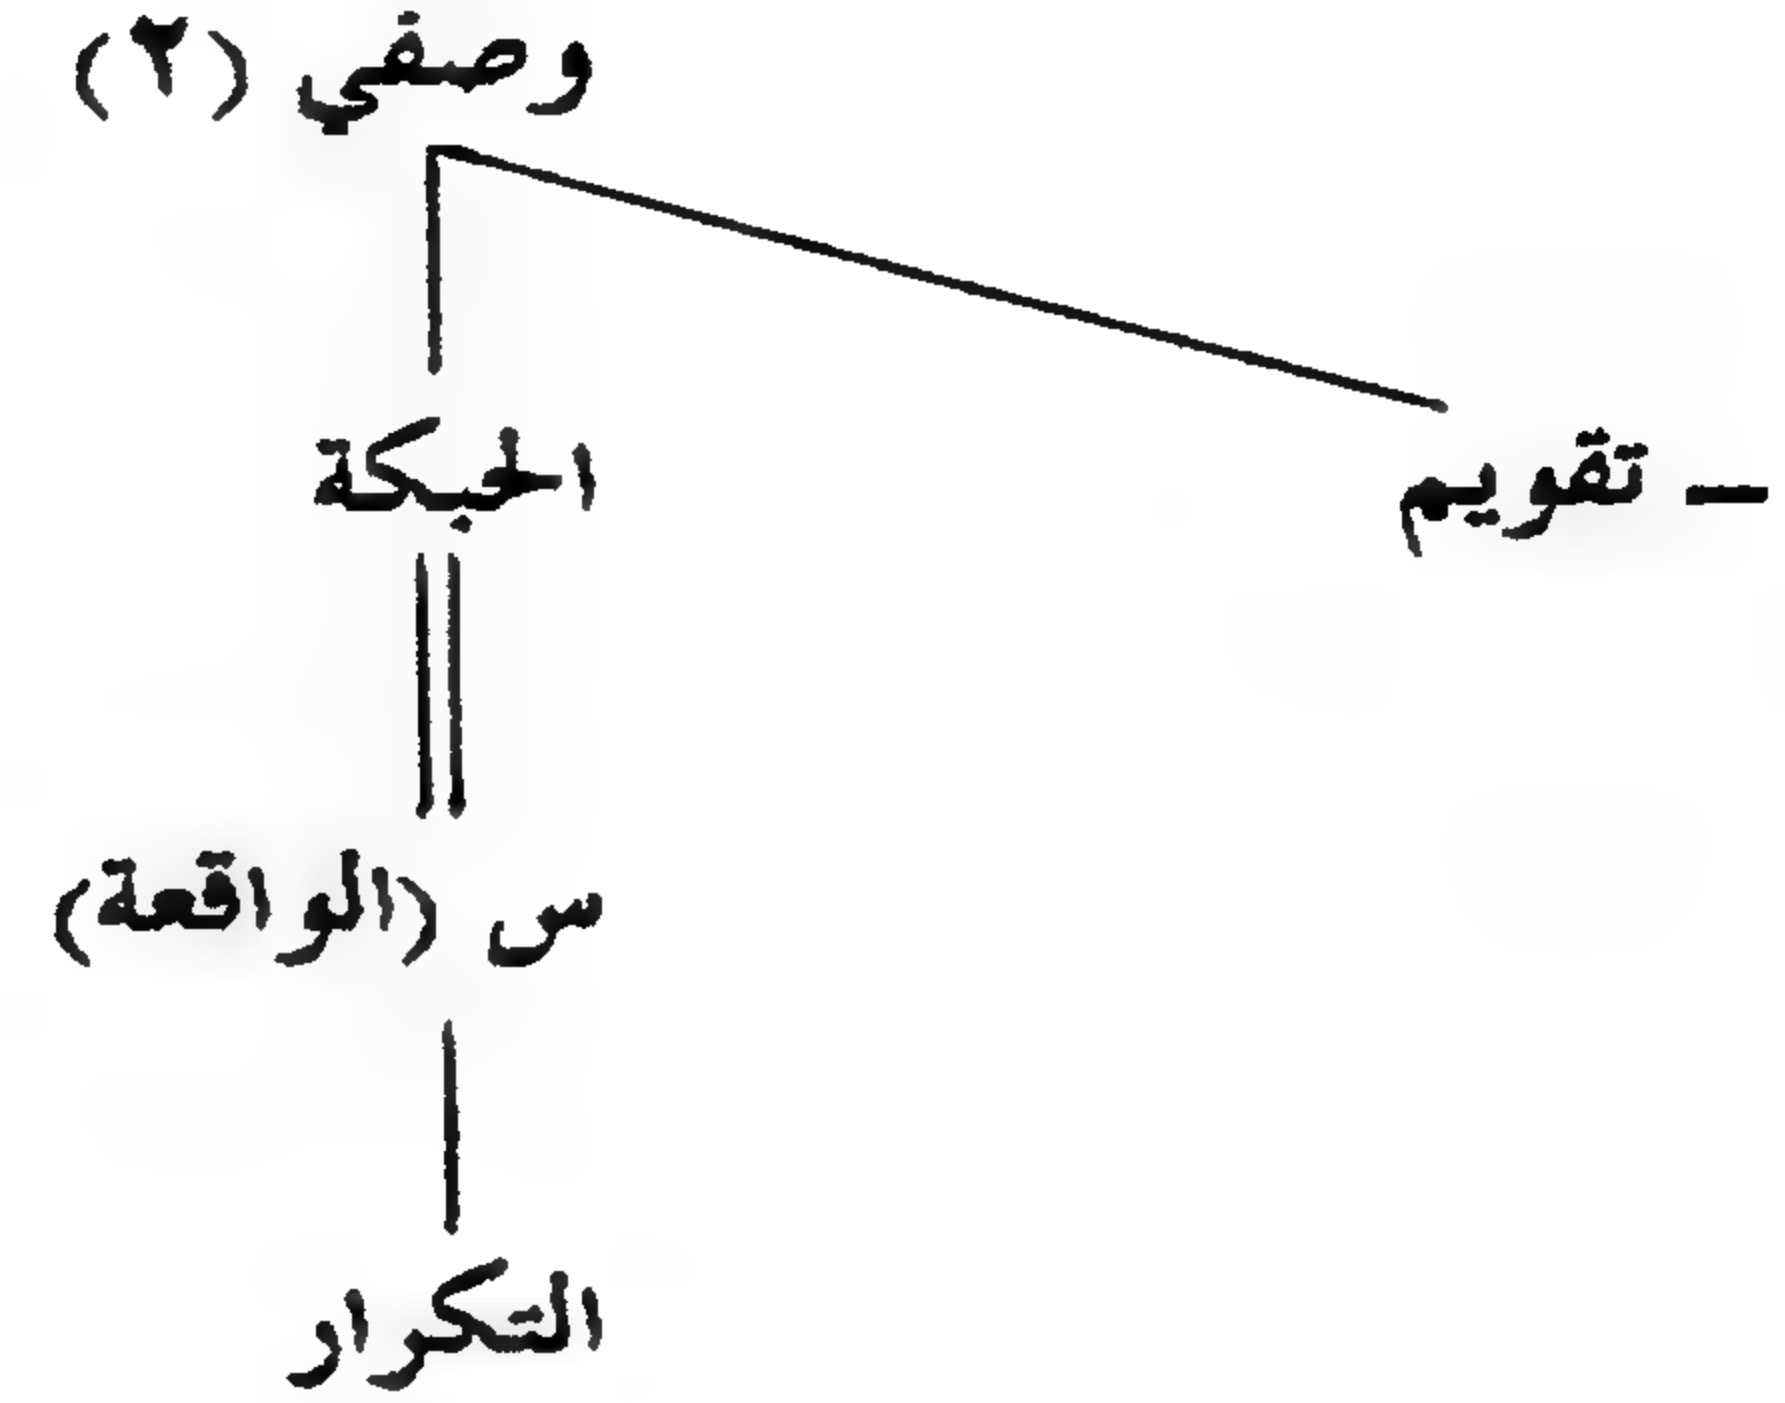 وصفي (٢)
– تقويم
الحبكة
س (الواقعة)
التكرار